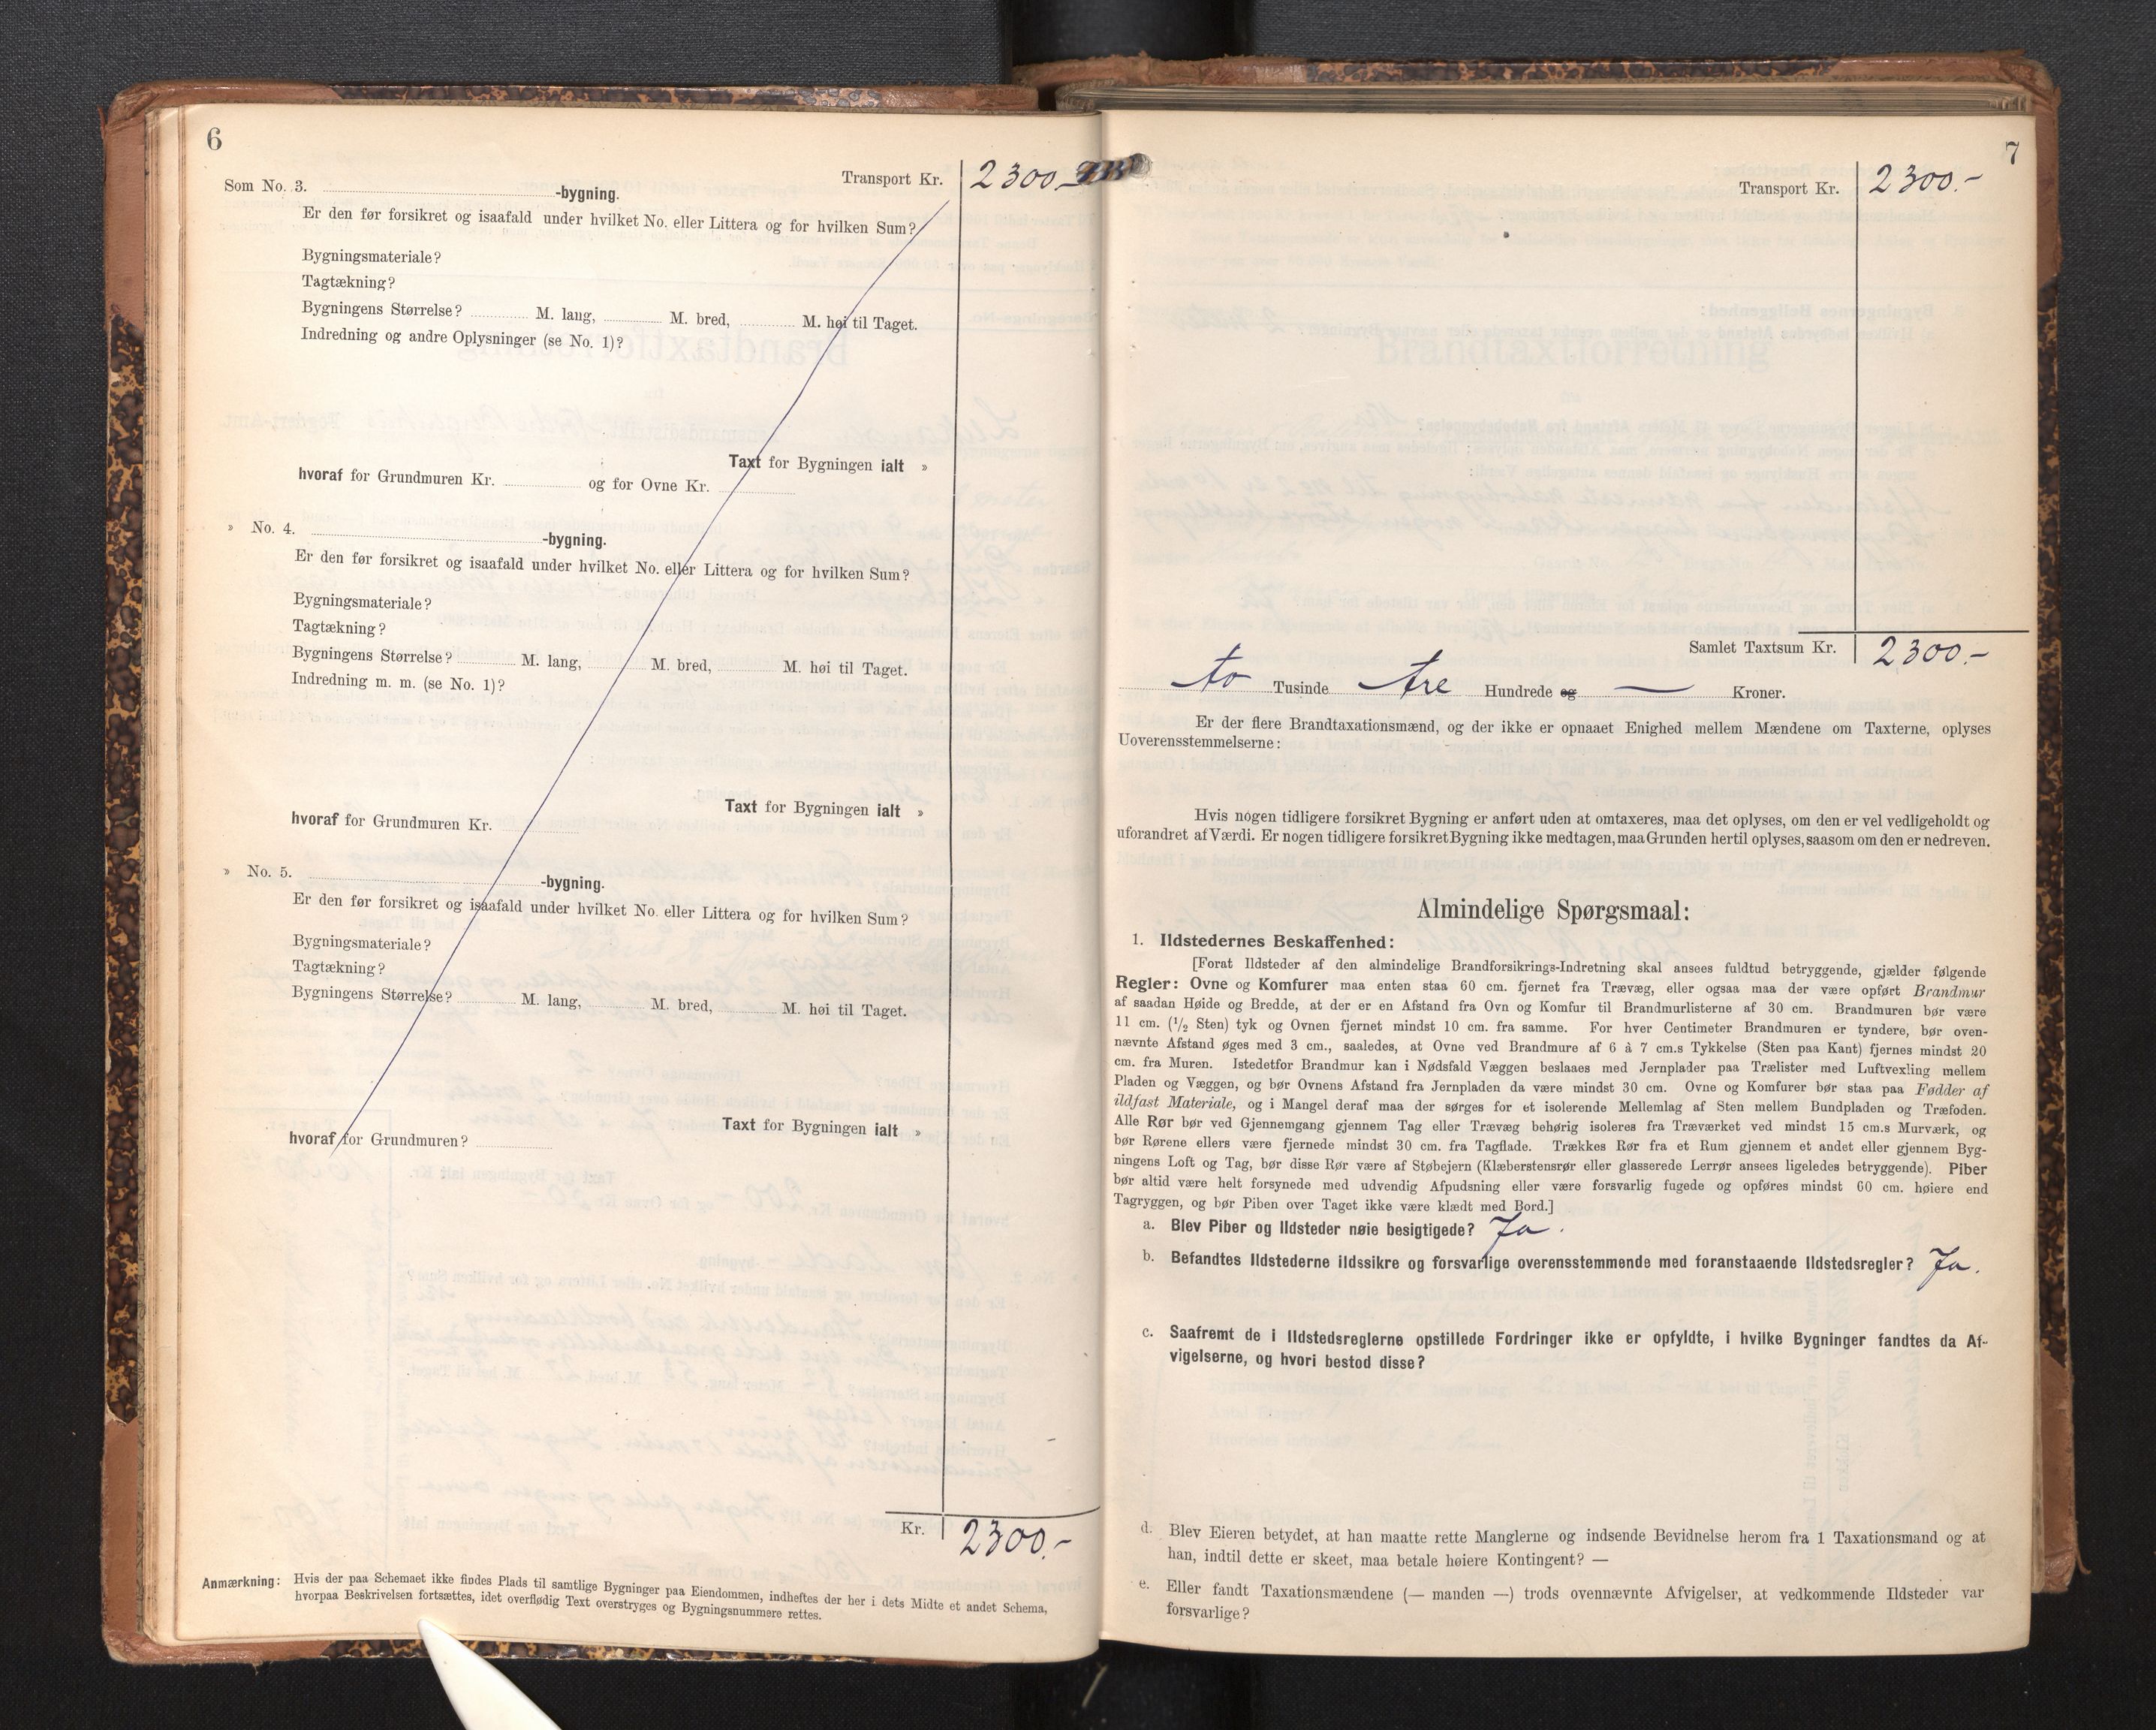 6
Transport Kr. 2300.-
Som No. 3. -bygning.
Er den før forsikret og isaafald under hvilket No. eller Littera og for hvilken Sum?
Bygningsmateriale?
Tagtækning?
Bygningens Størrelse? M. lang, M. bred, M. høi til Taget.
Indredning og andre Oplysninger (se No. 1)?
Taxt for Bygningen ialt »
hvoraf for Grundmuren Kr. og for Ovne Kr.
» No. 4. -bygning.
Er den før forsikret og isaafald under hvilket No. eller Littera og for hvilken Sum?
Bygningsmateriale?
Tagtækning?
Bygningens Størrelse? M. lang, M. bred, M. høi til Taget.
Indredning m. m. (se No. 1)?
Taxt for Bygningen ialt »
hvoraf for Grundmuren Kr.
» No. 5. -bygning.
Er den før forsikret og isaafald under hvilket No. eller Littera og for hvilken Sum?
Bygningsmateriale?
Tagtækning?
Bygningens Størrelse? M. lang, M. bred, M. høi til Taget.
Taxt for Bygningen ialt »
hvoraf for Grundmuren?
Kr. 2300.-
Anmærkning: Hvis der paa Schemaet ikke findes Plads til samtlige Bygninger paa Eiendommen, indheftes der her i dets Midte et andet Schema,
hvorpaa Beskrivelsen fortsættes, idet overflødig Text overstryges og Bygningsnummere rettes.
7
Transport Kr. 2300.-
Samlet Taxtsum Kr. 2300.-
to Tusinde tre Hundrede og — Kroner.
Er der flere Brandtaxationsmænd, og der ikke er opnaaet Enighed mellem Mændene om Taxterne, oplyses
Uoverensstemmelserne:
Hvis nogen tidligere forsikret Bygning er anført uden at omtaxeres, maa det oplyses, om den er vel vedligeholdt og
uforandret af Værdi. Er nogen tidligere forsikret Bygning ikke medtagen, maa Grunden hertil oplyses, saasom om den er nedreven.
Almindelige Spørgsmaal:
1. Ildstedernes Beskaffenhed:
[Forat Ildsteder af den almindelige Brandforsikrings-Indretning skal ansees fuldtud betryggende, gjælder følgende
Regler: Ovne og Komfurer maa enten staa 60 cm. fjernet fra Trævæg, eller ogsaa maa der være opført Brandmur
af saadan Høide og Bredde, at der er en Afstand fra Ovn og Komfur til Brandmurlisterne af 30 cm. Brandmuren bør være
11 cm. (1/2 Sten) tyk og Ovnen fjernet mindst 10 cm. fra samme. For hver Centimeter Brandmuren er tyndere, bør oven-
nævnte Afstand øges med 3 cm., saaledes, at Ovne ved Brandmure af 6 à 7 cm.s Tykkelse (Sten paa Kant) fjernes mindst 20
cm. fra Muren. Istedetfor Brandmur kan i Nødsfald Væggen beslaaes med Jernplader paa Trælister med Luftvexling mellem
Pladen og Væggen, og bør Ovnens Afstand fra Jernpladen da være mindst 30 cm. Ovne og Komfurer bør staa paa Fødder af
ildfast Materiale, og i Mangel deraf maa der sørges for et isolerende Mellemlag af Sten mellem Bundpladen og Træfoden.
Alle Rør bør ved Gjennemgang gjennem Tag eller Trævæg behørig isoleres fra Træværket ved mindst 15 cm.s Murværk, og
bør Rørene ellers være fjernede mindst 30 cm. fra Tagflade. Trækkes Rør fra et Rum gjennem et andet eller gjennem Byg-
ningens Loft og Tag, bør disse Rør være af Støbejern (Klæberstensrør eller glasserede Lerrør ansees ligeledes betryggende). Piber
bør altid være helt forsynede med udvendig Afpudsning eller være forsvarlig fugede og opføres mindst 60 cm. høiere end
Tagryggen, og bør Piben over Taget ikke være klædt med Bord.]
a. Blev Piber og Ildsteder nøie besigtigede? Ja.
b. Befandtes Ildstederne ildssikre og forsvarlige overensstemmende med foranstaaende Ildstedsregler? Ja.
c. Saafremt de i Ildstedsreglerne opstillede Fordringer ikke er opfyldte, i hvilke Bygninger fandtes da Af-
vigelserne, og hvori bestod disse?
d. Blev Eieren betydet, at han maatte rette Manglerne og indsende Bevidnelse herom fra 1 Taxationsmand og at
han, indtil dette er skeet, maa betale høiere Kontingent? —
e. Eller fandt Taxationsmændene (— manden —) trods ovennævnte Afvigelser, at vedkommende Ildsteder var
forsvarlige?